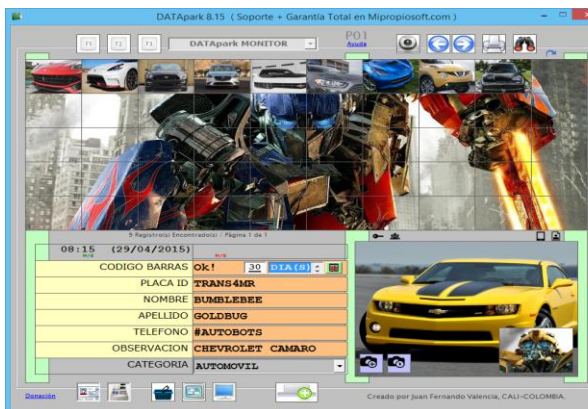 DATApark 8.15 ( Soporte + Garantía Total en Mipropiosoft.com )
F1 F2 F3 DATApark MONITOR P01
Ayuda
9 Registro(s) Encontrado(s) / Página 1 de 1
08:15 (29/04/2015)
CODIGO BARRAS Ok! 30 DIA(S)
PLACA ID TRANS4MR
NOMBRE BUMBLEBEE
APELLIDO GOLDBUG
TELEFONO #AUTOBOTS
OBSERVACION CHEVROLET CAMARO
CATEGORIA AUTOMOVIL
Donación Creado por Juan Fernando Valencia, CALI-COLOMBIA.